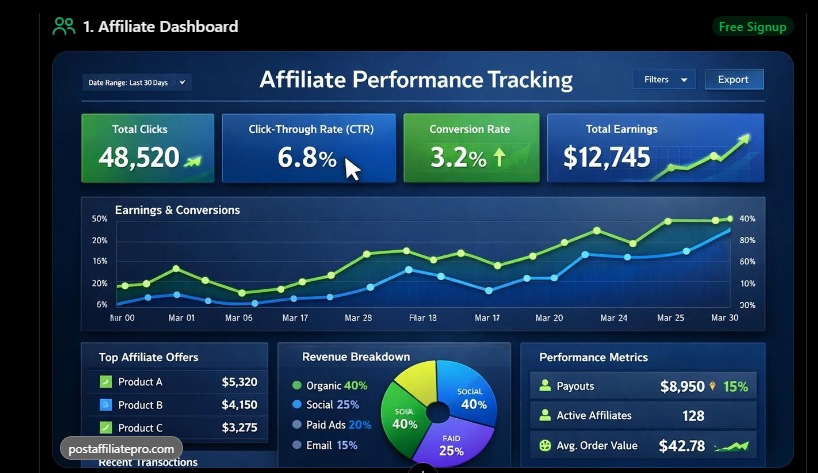 1. Affiliate Dashboard
Free Signup
Date Range: Last 30 Days
Affiliate Performance Tracking
Filters
Export
Total Clicks
48,520
Click-Through Rate (CTR)
6.8%
Conversion Rate
3.2%
Total Earnings
$12,745
Earnings & Conversions
50%
20%
16%
20%
6%
40%
80%
60%
10%
30%
00 Mar 01 Mar 06 Mar 17 Mar 28 18 Mar 17 Mar 20 Mar 24 Mar 25 Mar 30
Top Affiliate Offers
Product A $5,320
Product B $4,150
Product C $3,275
postaffiliatepro.com
Recent Transoctions
Revenue Breakdown
Organic 40%
Social 25%
Paid Ads 20%
Email 15%
SOCIAL
40%
40%
25%
Performance Metrics
Payouts $8,950 15%
Active Affiliates 128
Avg. Order Value $42.78